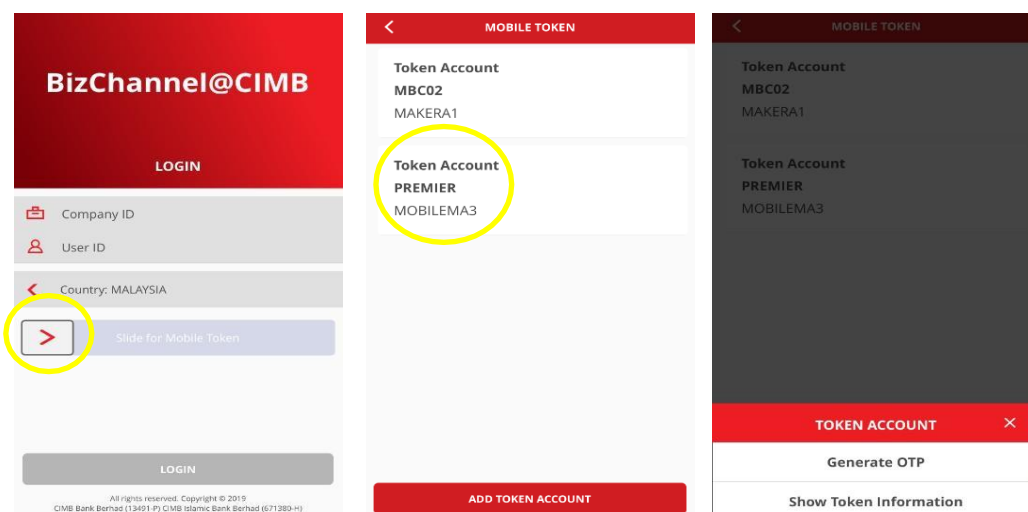 BizChannel@CIMB
LOGIN
Company ID
User ID
Country: MALAYSIA
Slide for Mobile Token
LOGIN
All rights reserved. Copyright © 2019
CIMB Bank Berhad (13491-P) CIMB Islamic Bank Berhad (671380-H)
MOBILE TOKEN
Token Account
MBC02
MAKERA1
Token Account
PREMIER
MOBILEMA3
ADD TOKEN ACCOUNT
MOBILE TOKEN
Token Account
MBC02
MAKERA1
Token Account
PREMIER
MOBILEMA3
TOKEN ACCOUNT
Generate OTP
Show Token Information